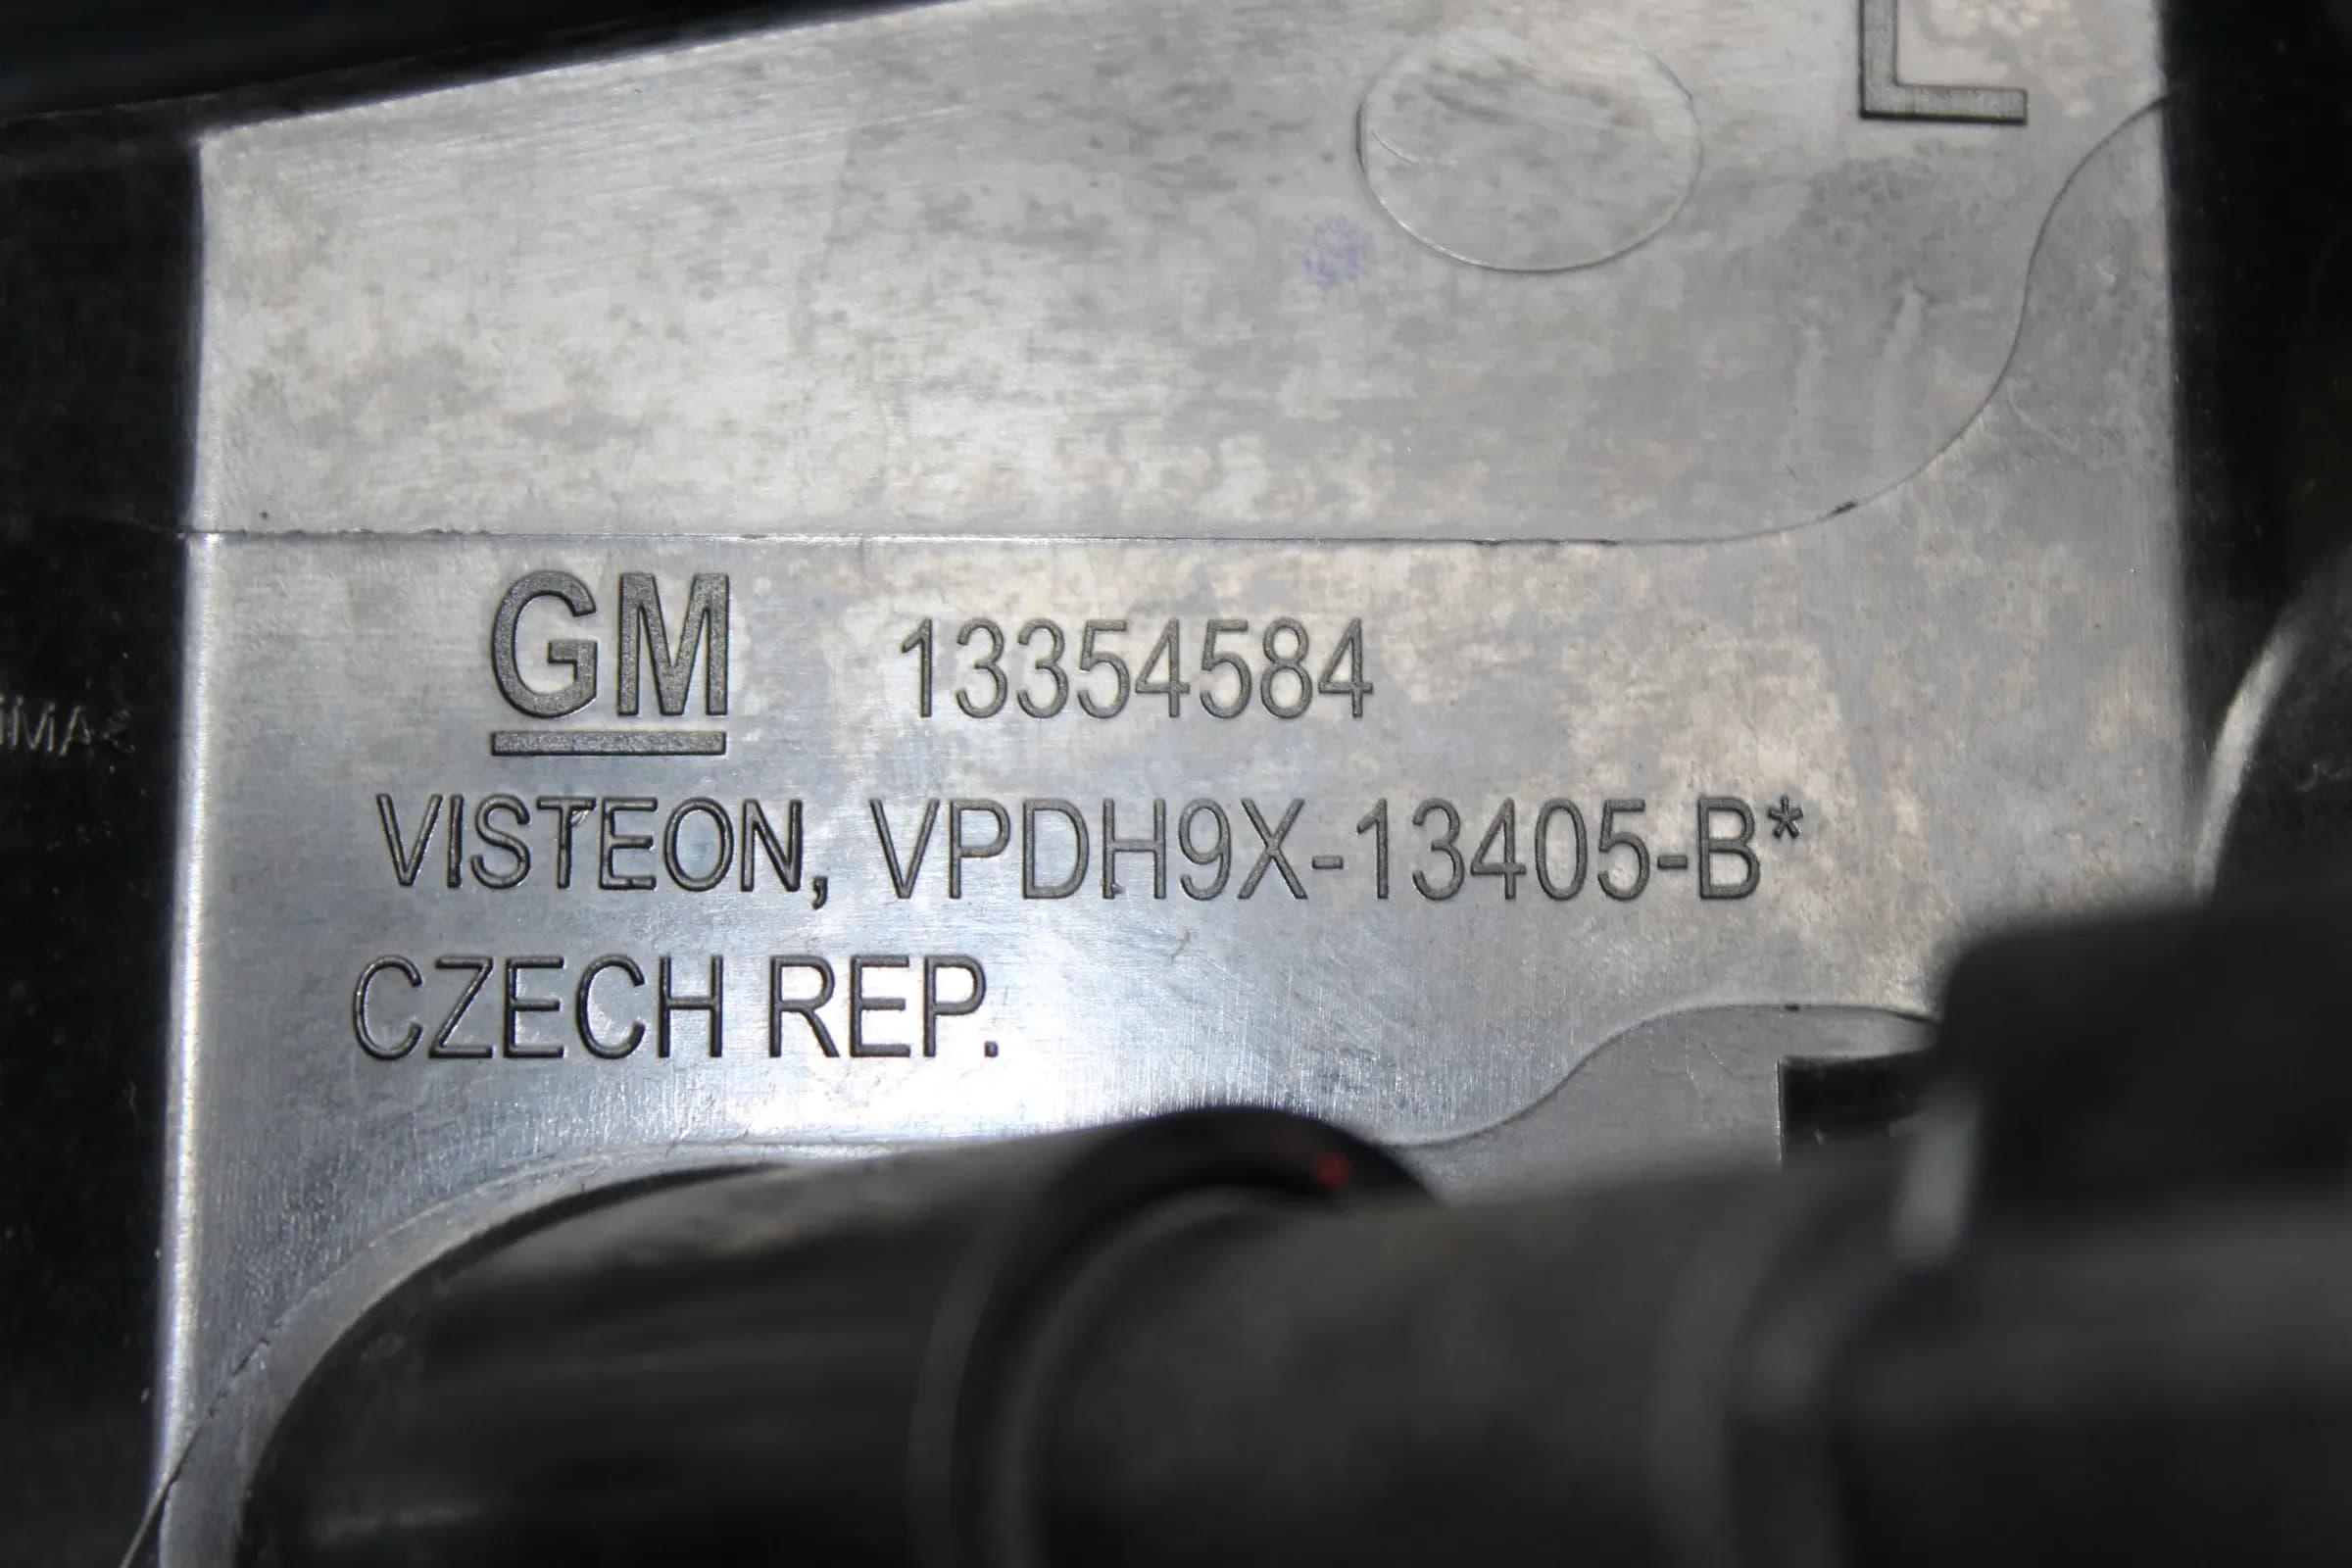 L
GM 13354584
VISTEON, VPDH9X-13405-B*
CZECH REP.